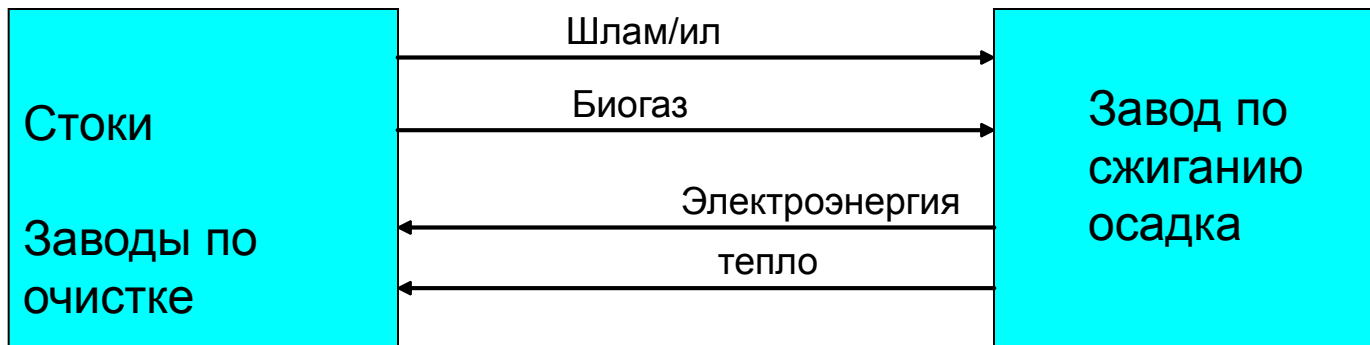 Стоки
Заводы по
очистке
Шлам/ил
Биогаз
Электроэнергия
тепло
Завод по
сжиганию
осадка